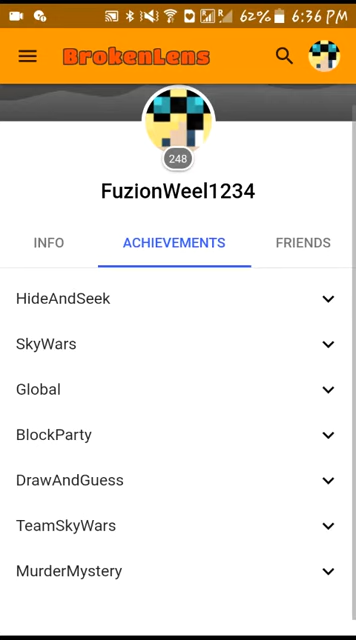 62% 6:36 PM
BrokenLens
248
FuzionWeel1234
INFO ACHIEVEMENTS FRIENDS
HideAndSeek
SkyWars
Global
BlockParty
DrawAndGuess
TeamSkyWars
MurderMystery